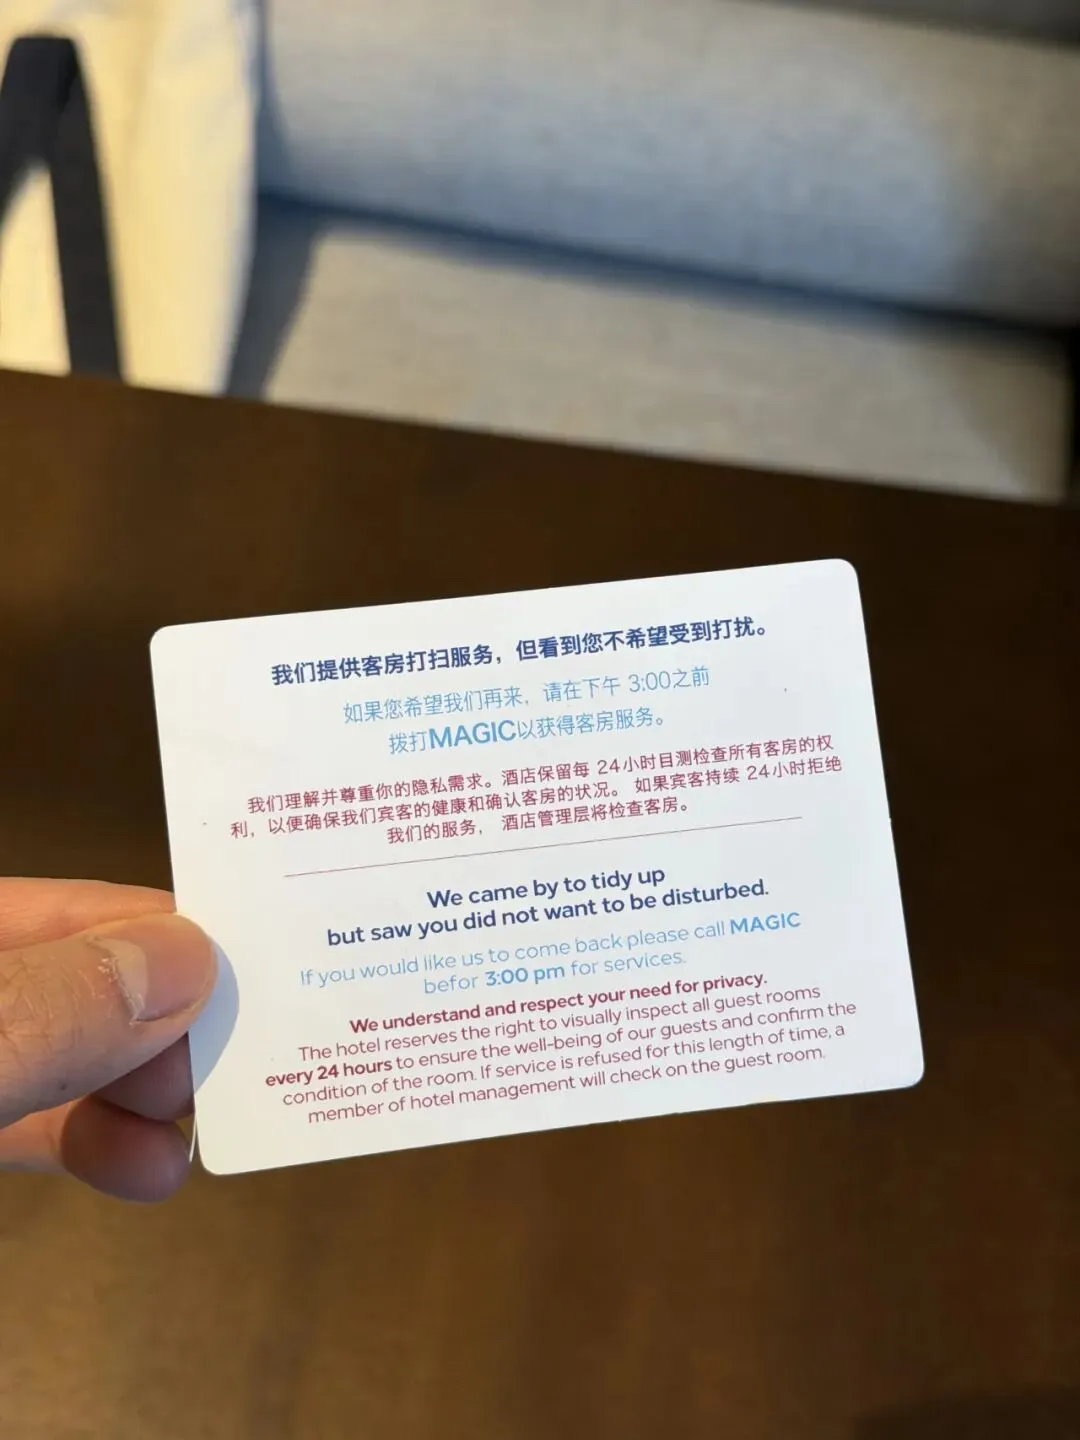 我们提供客房打扫服务，但看到您不希望受到打扰。
如果您希望我们再来，请在下午 3:00之前
拨打MAGIC以获得客房服务。
我们理解并尊重你的隐私需求。酒店保留每 24小时目测检查所有客房的权
利，以便确保我们宾客的健康和确认客房的状况。 如果宾客持续 24小时拒绝
我们的服务， 酒店管理层将检查客房。
We came by to tidy up
but saw you did not want to be disturbed.
If you would like us to come back please call MAGIC
befor 3:00 pm for services.
We understand and respect your need for privacy.
The hotel reserves the right to visually inspect all guest rooms
every 24 hours to ensure the well-being of our guests and confirm the
condition of the room. If service is refused for this length of time, a
member of hotel management will check on the guest room.